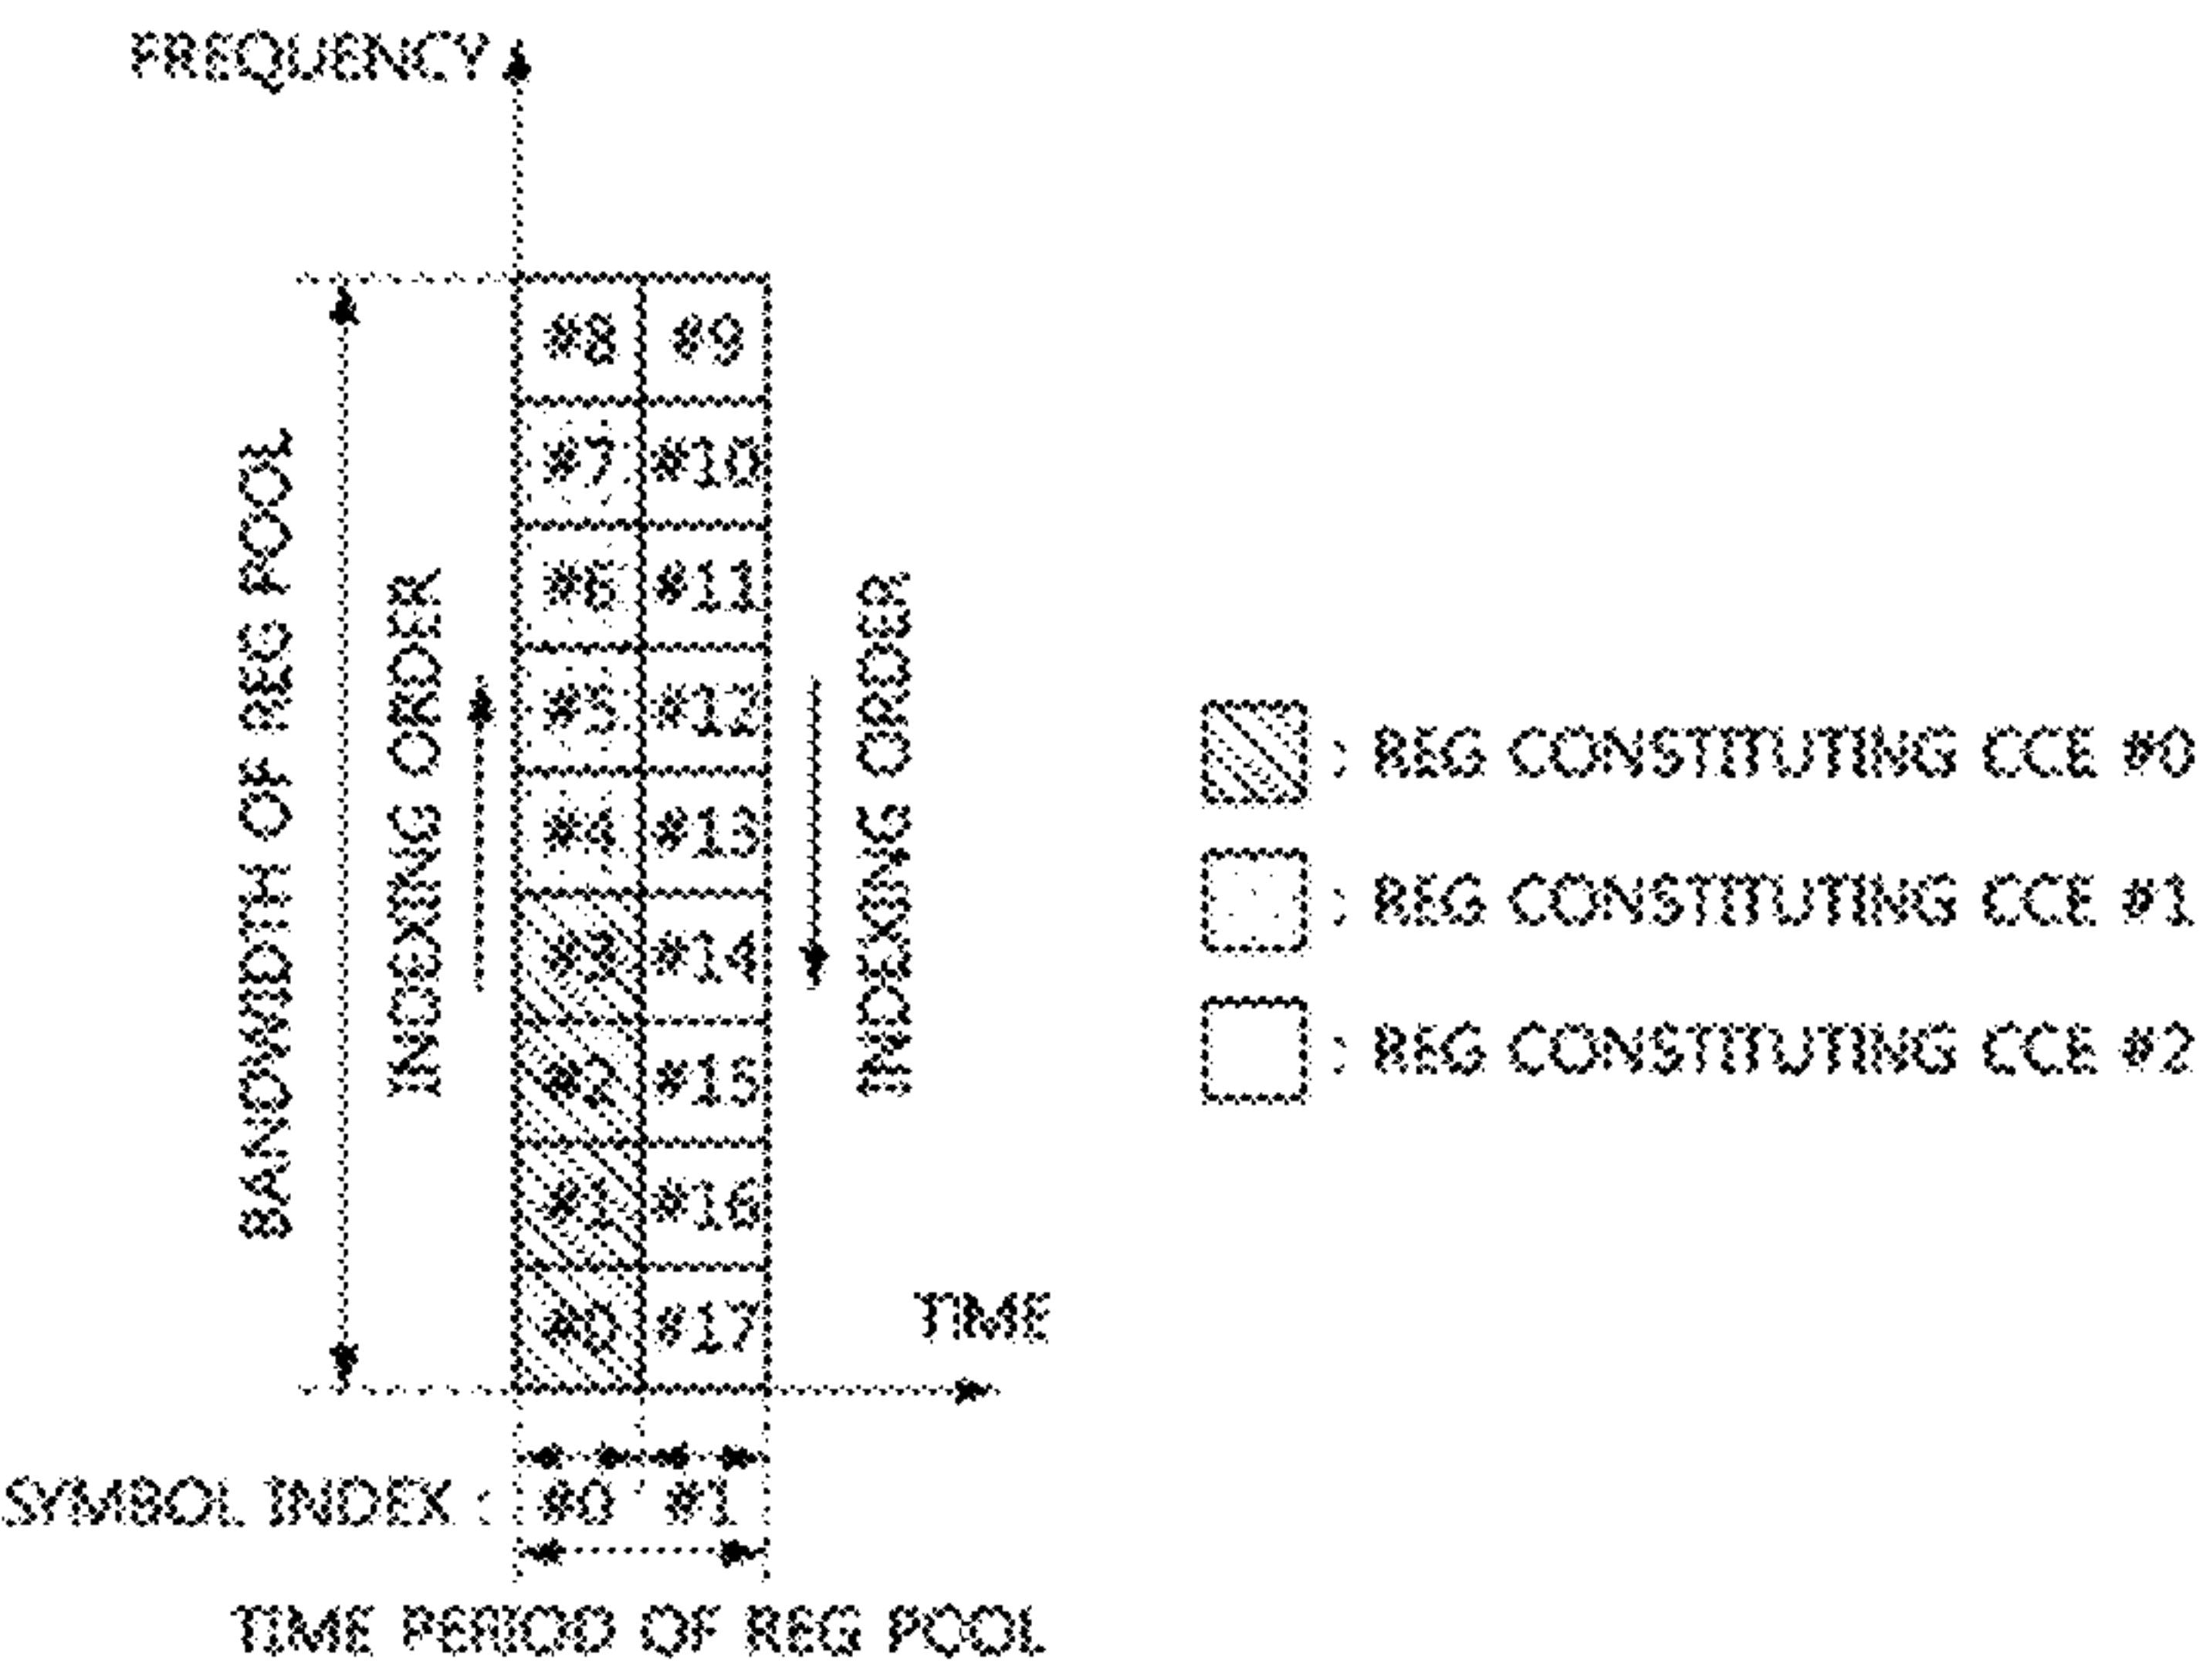 FREQUENCY
BANDWIDTH OF REG POOL
INDEXING ORDER
#8 #9
#7 #10
#6 #11
#5 #12
#4 #13
#3 #14
#2 #15
#1 #16
#0 #17
INDEXING ORDER
TIME
SYMBOL INDEX : #0 #1
TIME PERIOD OF REG POOL
: REG CONSTITUTING CCE #0
: REG CONSTITUTING CCE #1
: REG CONSTITUTING CCE #2